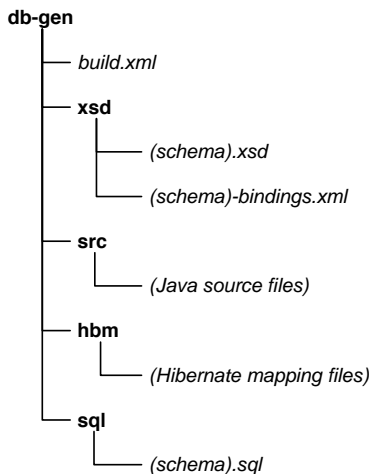 db-gen
build.xml
xsd
(schema).xsd
(schema)-bindings.xml
src
(Java source files)
hbm
(Hibernate mapping files)
sql
(schema).sql